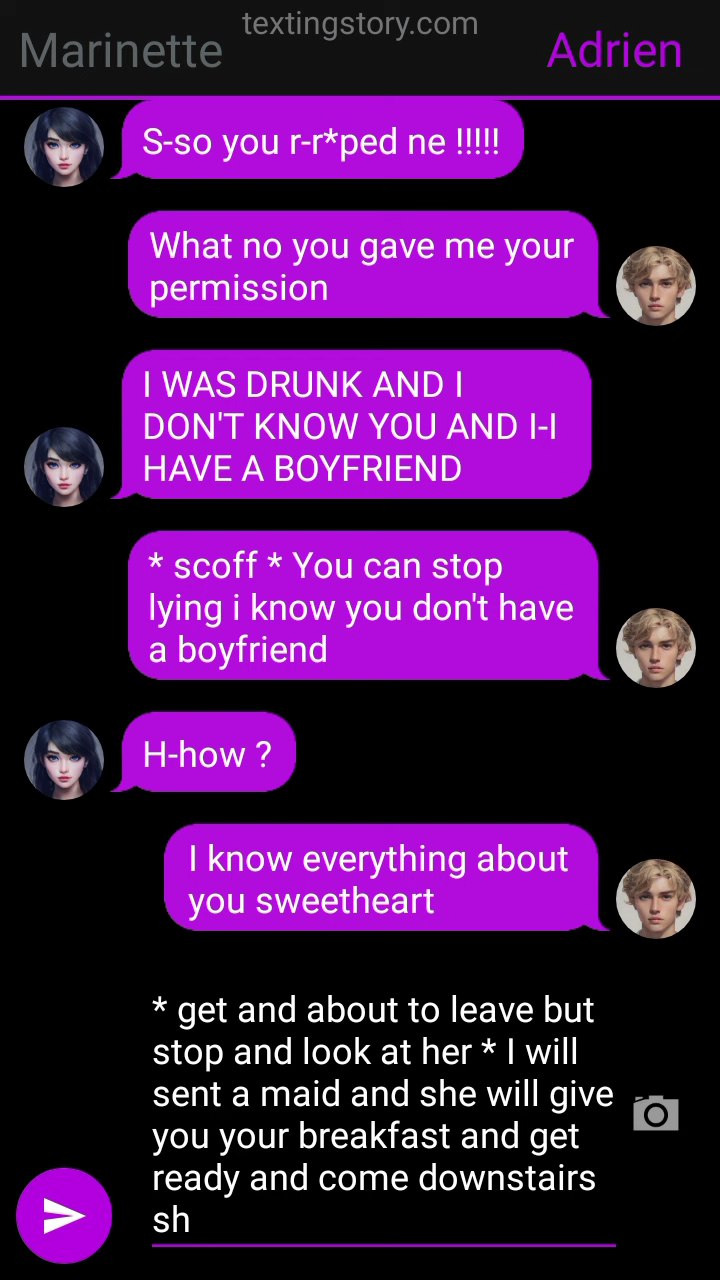 textingstory.com
Marinette
Adrien
S-so you r-r*ped ne !!!!!
What no you gave me your
permission
I WAS DRUNK AND I
DON'T KNOW YOU AND I-I
HAVE A BOYFRIEND
* scoff * You can stop
lying i know you don't have
a boyfriend
H-how ?
I know everything about
you sweetheart
* get and about to leave but
stop and look at her * I will
sent a maid and she will give
you your breakfast and get
ready and come downstairs
sh